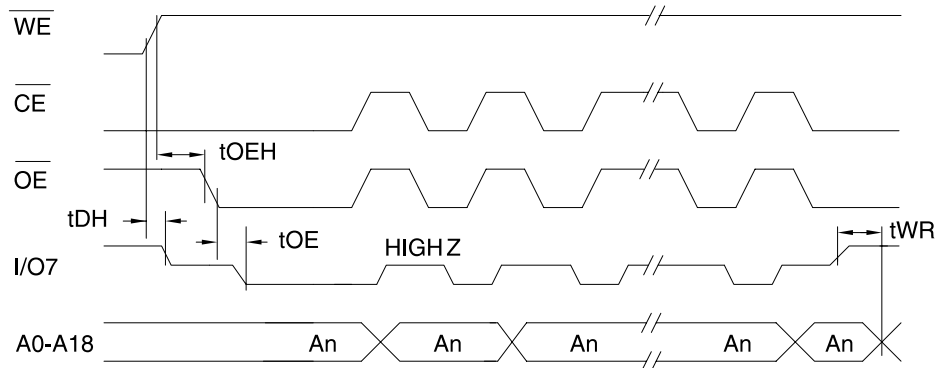 WE
CE
tOEH
OE
tDH
tOE
HIGH Z
tWR
I/O7
A0-A18
An
An
An
An
An